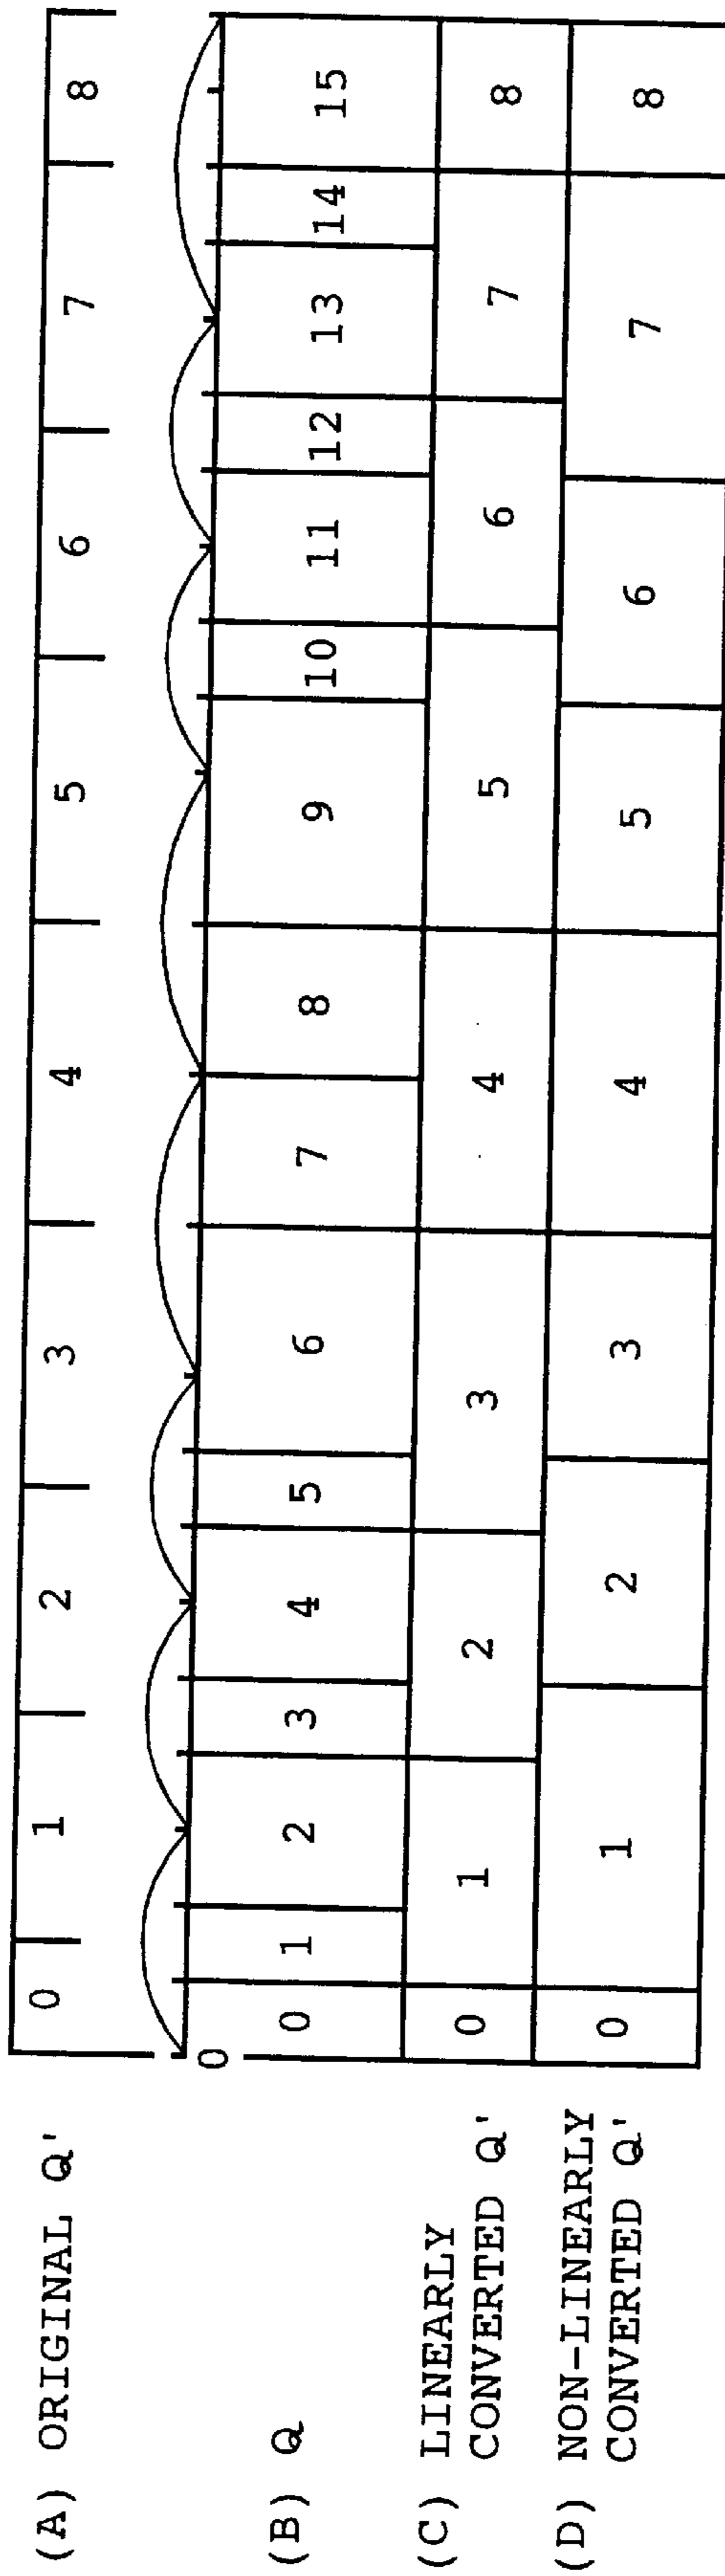 (A) ORIGINAL Q' 0 1 2 3 4 5 6 7 8
0
(B) Q 0 1 2 3 4 5 6 7 8 9 10 11 12 13 14 15
(C) LINEARLY
CONVERTED Q' 0 1 2 3 4 5 6 7 8
(D) NON-LINEARLY
CONVERTED Q' 0 1 2 3 4 5 6 7 8